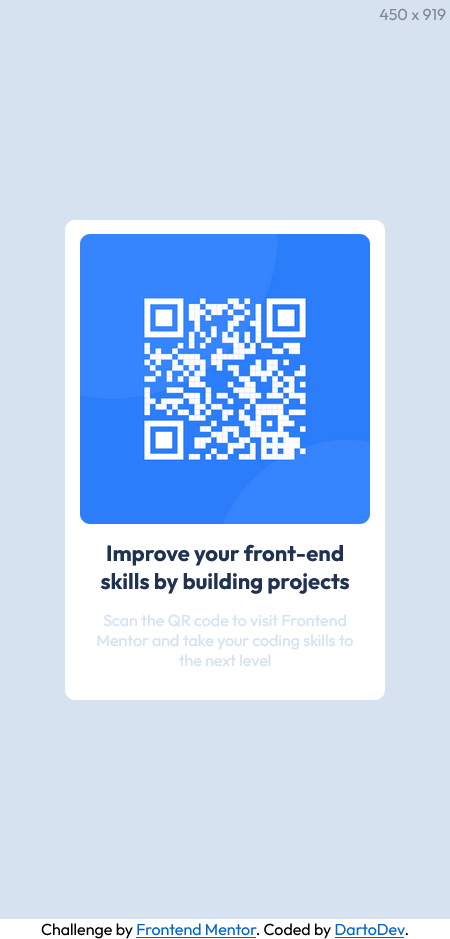 450 x 919
Improve your front-end
skills by building projects
Scan the QR code to visit Frontend
Mentor and take your coding skills to
the next level
Challenge by Frontend Mentor. Coded by DartoDev.